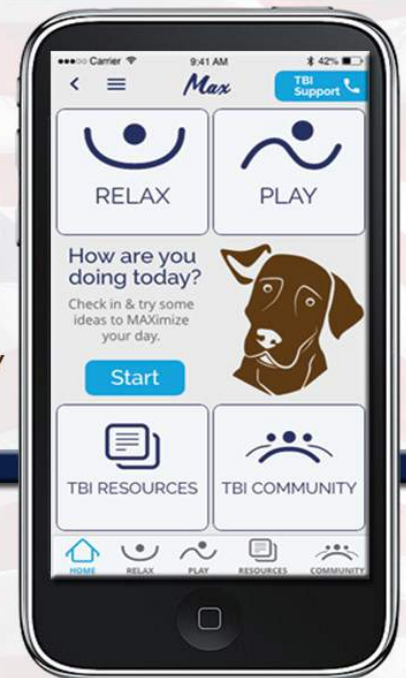 Carrier 9:41 AM 42%
Max
TBI
Support
RELAX
PLAY
How are you
doing today?
Check in & try some
ideas to MAXimize
your day.
Start
TBI RESOURCES
TBI COMMUNITY
HOME RELAX PLAY RESOURCES COMMUNITY
Y